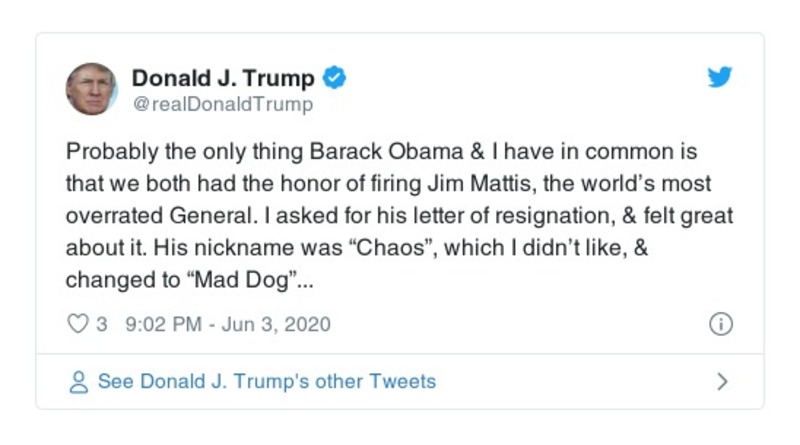 Donald J. Trump
@realDonaldTrump
Probably the only thing Barack Obama & I have in common is
that we both had the honor of firing Jim Mattis, the world’s most
overrated General. I asked for his letter of resignation, & felt great
about it. His nickname was “Chaos”, which I didn’t like, &
changed to “Mad Dog”...
3 9:02 PM - Jun 3, 2020
See Donald J. Trump's other Tweets